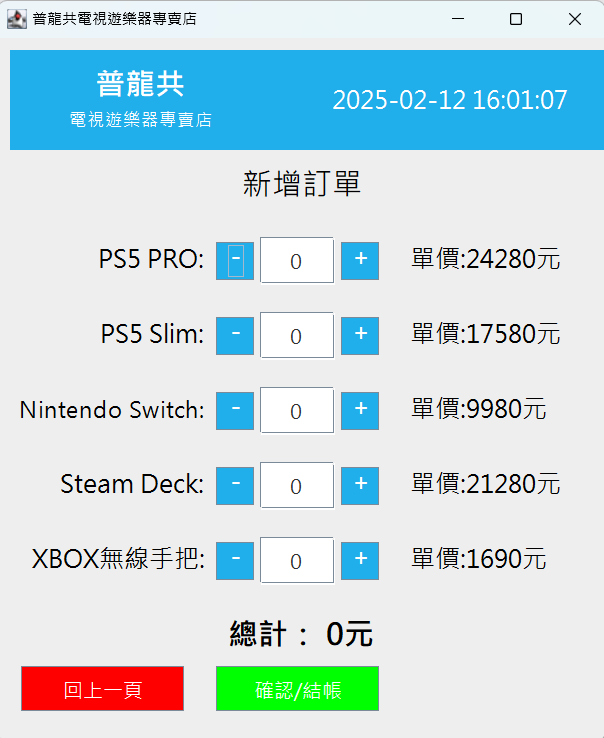 普龍共電視遊樂器專賣店
普龍共
電視遊樂器專賣店
2025-02-12 16:01:07
新增訂單
PS5 PRO: - 0 + 單價:24280元
PS5 Slim: - 0 + 單價:17580元
Nintendo Switch: - 0 + 單價:9980元
Steam Deck: - 0 + 單價:21280元
XBOX無線手把: - 0 + 單價:1690元
總計： 0元
回上一頁 確認/結帳